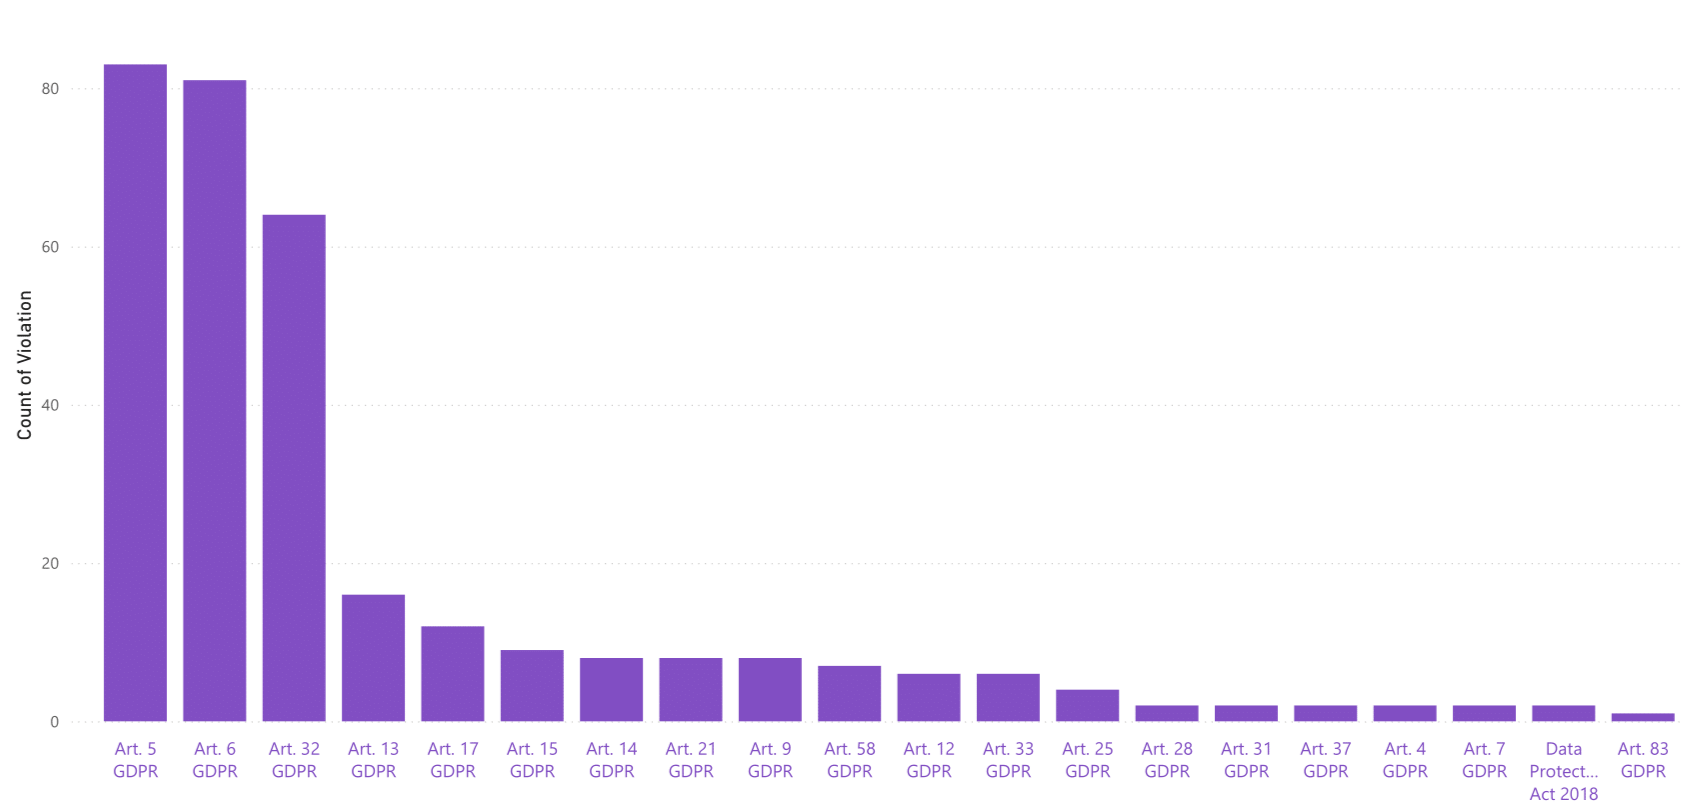 80
60
40
20
0
Count of Violation
Art. 5
GDPR
Art. 6
GDPR
Art. 32
GDPR
Art. 13
GDPR
Art. 17
GDPR
Art. 15
GDPR
Art. 14
GDPR
Art. 21
GDPR
Art. 9
GDPR
Art. 58
GDPR
Art. 12
GDPR
Art. 33
GDPR
Art. 25
GDPR
Art. 28
GDPR
Art. 31
GDPR
Art. 37
GDPR
Art. 4
GDPR
Art. 7
GDPR
Data
Protect...
Act 2018
Art. 83
GDPR